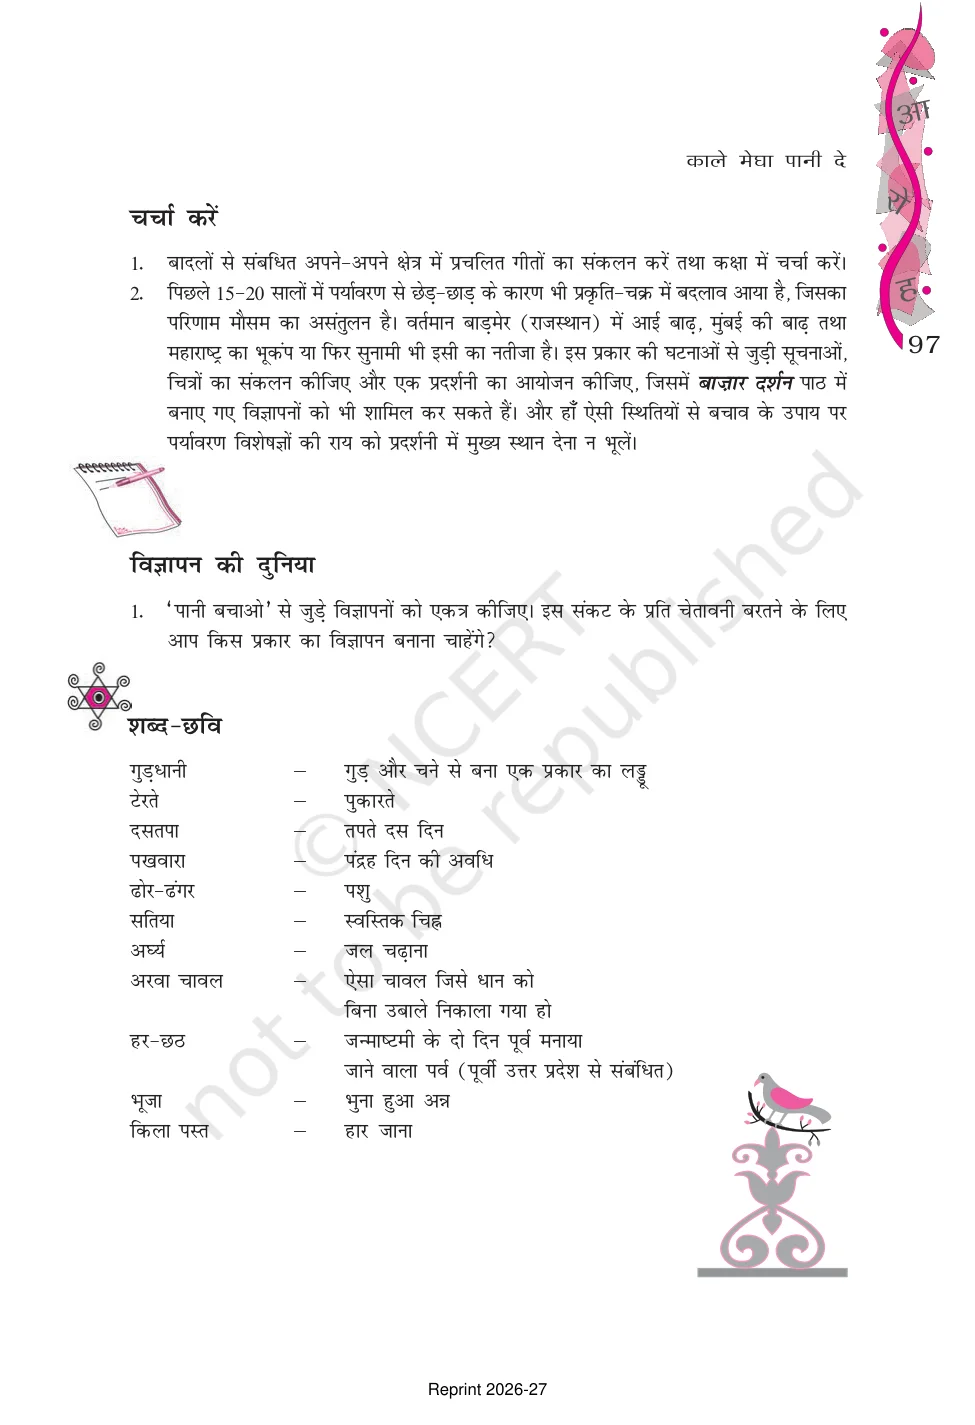 काले मेघा पानी दे
97
चर्चा करें
1. बादलों से संबधित अपने-अपने क्षेत्र में प्रचलित गीतों का संकलन करें तथा कक्षा में चर्चा करें।
2. पिछले 15-20 सालों में पर्यावरण से छेड़-छाड़ के कारण भी प्रकृति-चक्र में बदलाव आया है, जिसका
परिणाम मौसम का असंतुलन है। वर्तमान बाड़मेर (राजस्थान) में आई बाढ़, मुंबई की बाढ़ तथा
महाराष्ट्र का भूकंप या फिर सुनामी भी इसी का नतीजा है। इस प्रकार की घटनाओं से जुड़ी सूचनाओं,
चित्रों का संकलन कीजिए और एक प्रदर्शनी का आयोजन कीजिए, जिसमें बाज़ार दर्शन पाठ में
बनाए गए विज्ञापनों को भी शामिल कर सकते हैं। और हाँ ऐसी स्थितियों से बचाव के उपाय पर
पर्यावरण विशेषज्ञों की राय को प्रदर्शनी में मुख्य स्थान देना न भूलें।
विज्ञापन की दुनिया
1. ‘पानी बचाओ’ से जुड़े विज्ञापनों को एकत्र कीजिए। इस संकट के प्रति चेतावनी बरतने के लिए
आप किस प्रकार का विज्ञापन बनाना चाहेंगे?
शब्द-छवि
गुड़धानी – गुड़ और चने से बना एक प्रकार का लड्डू
टेरते – पुकारते
दसतपा – तपते दस दिन
पखवारा – पंद्रह दिन की अवधि
ढोर-ढंगर – पशु
सतिया – स्वस्तिक चिह्न
अर्घ्य – जल चढ़ाना
अरवा चावल – ऐसा चावल जिसे धान को
बिना उबाले निकाला गया हो
हर-छठ – जन्माष्टमी के दो दिन पूर्व मनाया
जाने वाला पर्व (पूर्वी उत्तर प्रदेश से संबंधित)
भूजा – भुना हुआ अन्न
किला पस्त – हार जाना
© NCERT
not to be republished
आ
रो
ह
Reprint 2026-27